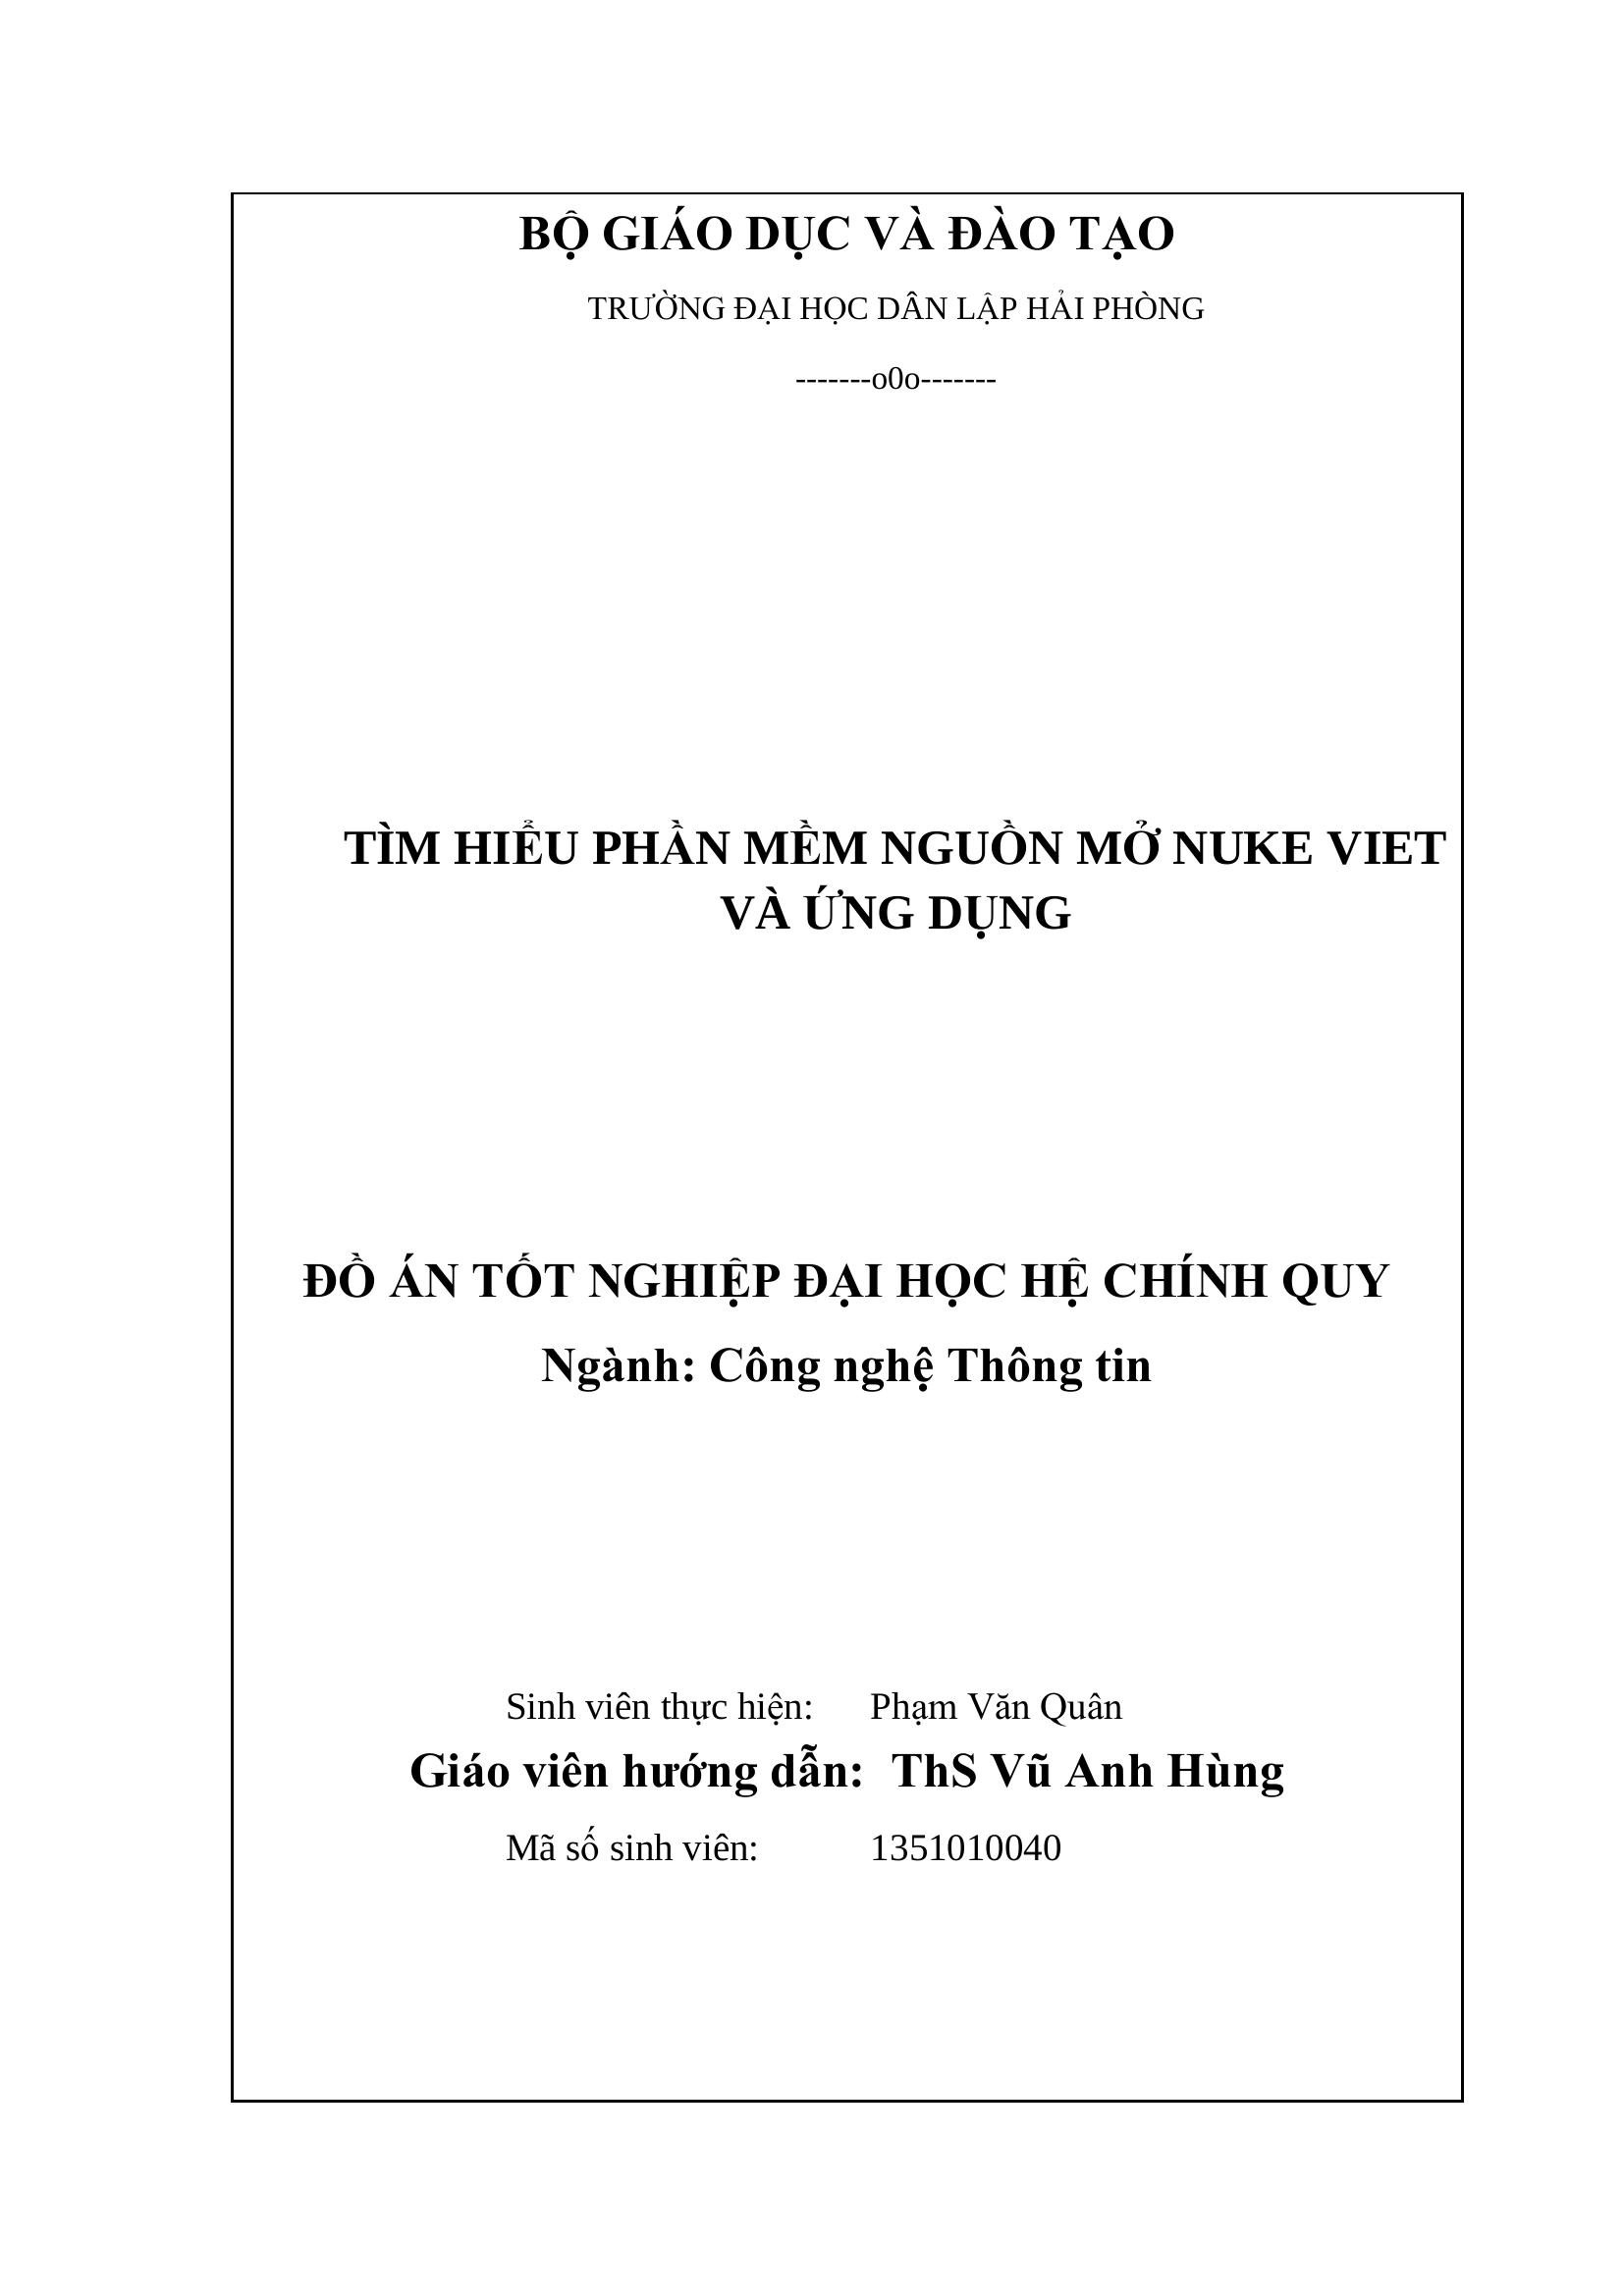 BỘ GIÁO DỤC VÀ ĐÀO TẠO
TRƯỜNG ĐẠI HỌC DÂN LẬP HẢI PHÒNG
-------o0o-------
TÌM HIỂU PHẦN MỀM NGUỒN MỞ NUKE VIET
VÀ ỨNG DỤNG
ĐỒ ÁN TỐT NGHIỆP ĐẠI HỌC HỆ CHÍNH QUY
Ngành: Công nghệ Thông tin
Sinh viên thực hiện: Phạm Văn Quân
Giáo viên hướng dẫn: ThS Vũ Anh Hùng
Mã số sinh viên: 1351010040